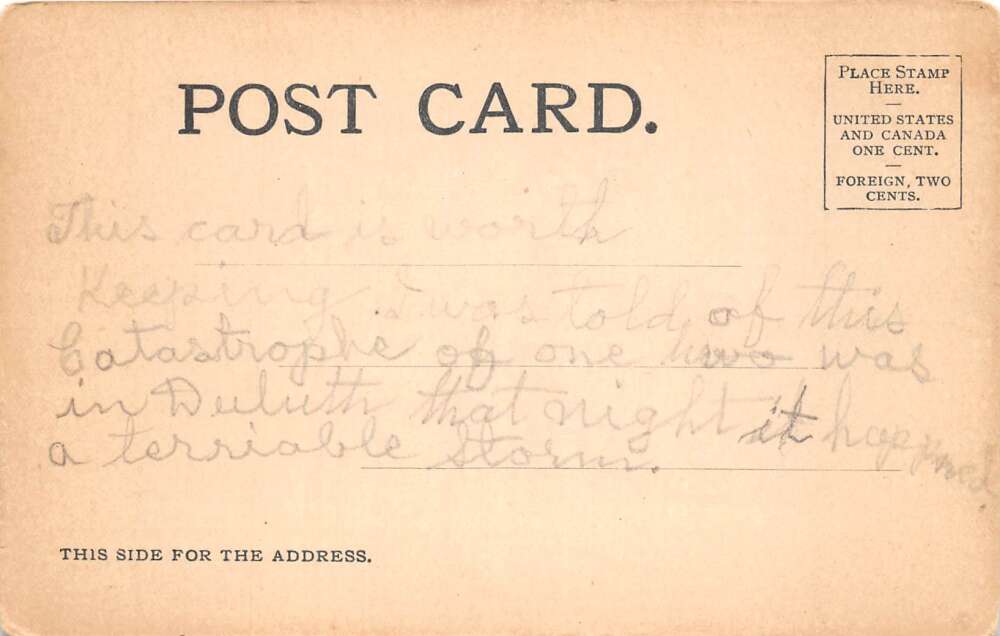 POST CARD.
PLACE STAMP
HERE.
UNITED STATES
AND CANADA
ONE CENT.
FOREIGN, TWO
CENTS.
This card is worth
Keeping I was told of this
Catastrophe of one who was
in Duluth that night it happined
a terriable Storm.
THIS SIDE FOR THE ADDRESS.